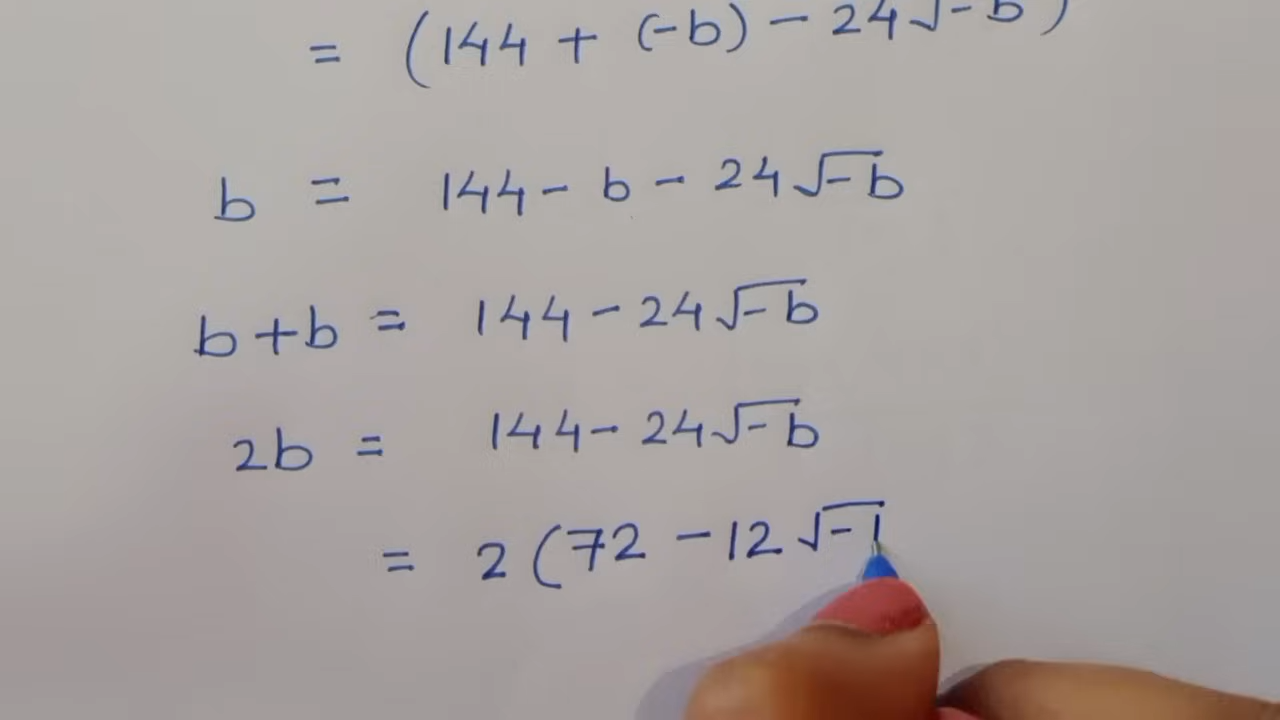 = (144 + (-b) - 24√-b)
b = 144 - b - 24√-b
b + b = 144 - 24√-b
2b = 144 - 24√-b
= 2 (72 - 12√-